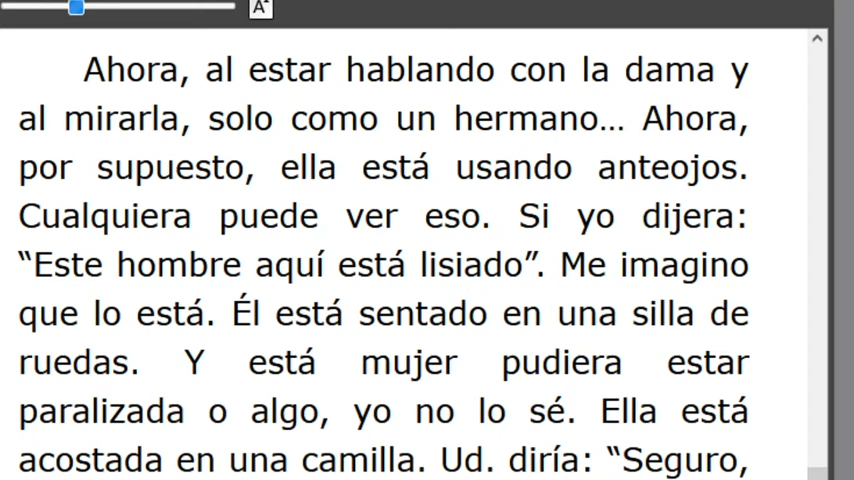 A
Ahora, al estar hablando con la dama y
al mirarla, solo como un hermano… Ahora,
por supuesto, ella está usando anteojos.
Cualquiera puede ver eso. Si yo dijera:
“Este hombre aquí está lisiado”. Me imagino
que lo está. Él está sentado en una silla de
ruedas. Y está mujer pudiera estar
paralizada o algo, yo no lo sé. Ella está
acostada en una camilla. Ud. diría: “Seguro,